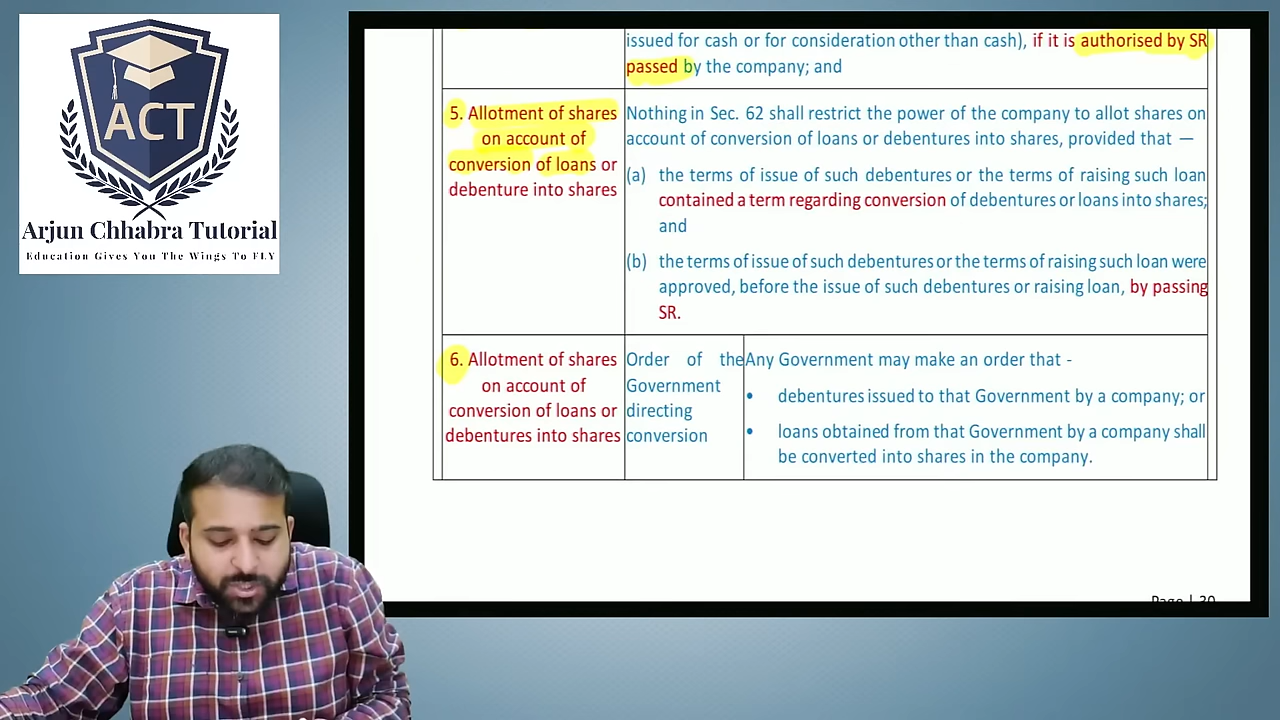 ACT
Arjun Chhabra Tutorial
Education Gives You The Wings To FLY
issued for cash or for consideration other than cash), if it is authorised by SR
passed by the company; and
5. Allotment of shares
on account of
conversion of loans or
debenture into shares
Nothing in Sec. 62 shall restrict the power of the company to allot shares on
account of conversion of loans or debentures into shares, provided that —
(a) the terms of issue of such debentures or the terms of raising such loan
contained a term regarding conversion of debentures or loans into shares;
and
(b) the terms of issue of such debentures or the terms of raising such loan were
approved, before the issue of such debentures or raising loan, by passing
SR.
6. Allotment of shares
on account of
conversion of loans or
debentures into shares
Order of the
Government
directing
conversion
Any Government may make an order that -
• debentures issued to that Government by a company; or
• loans obtained from that Government by a company shall
be converted into shares in the company.
Page | 30